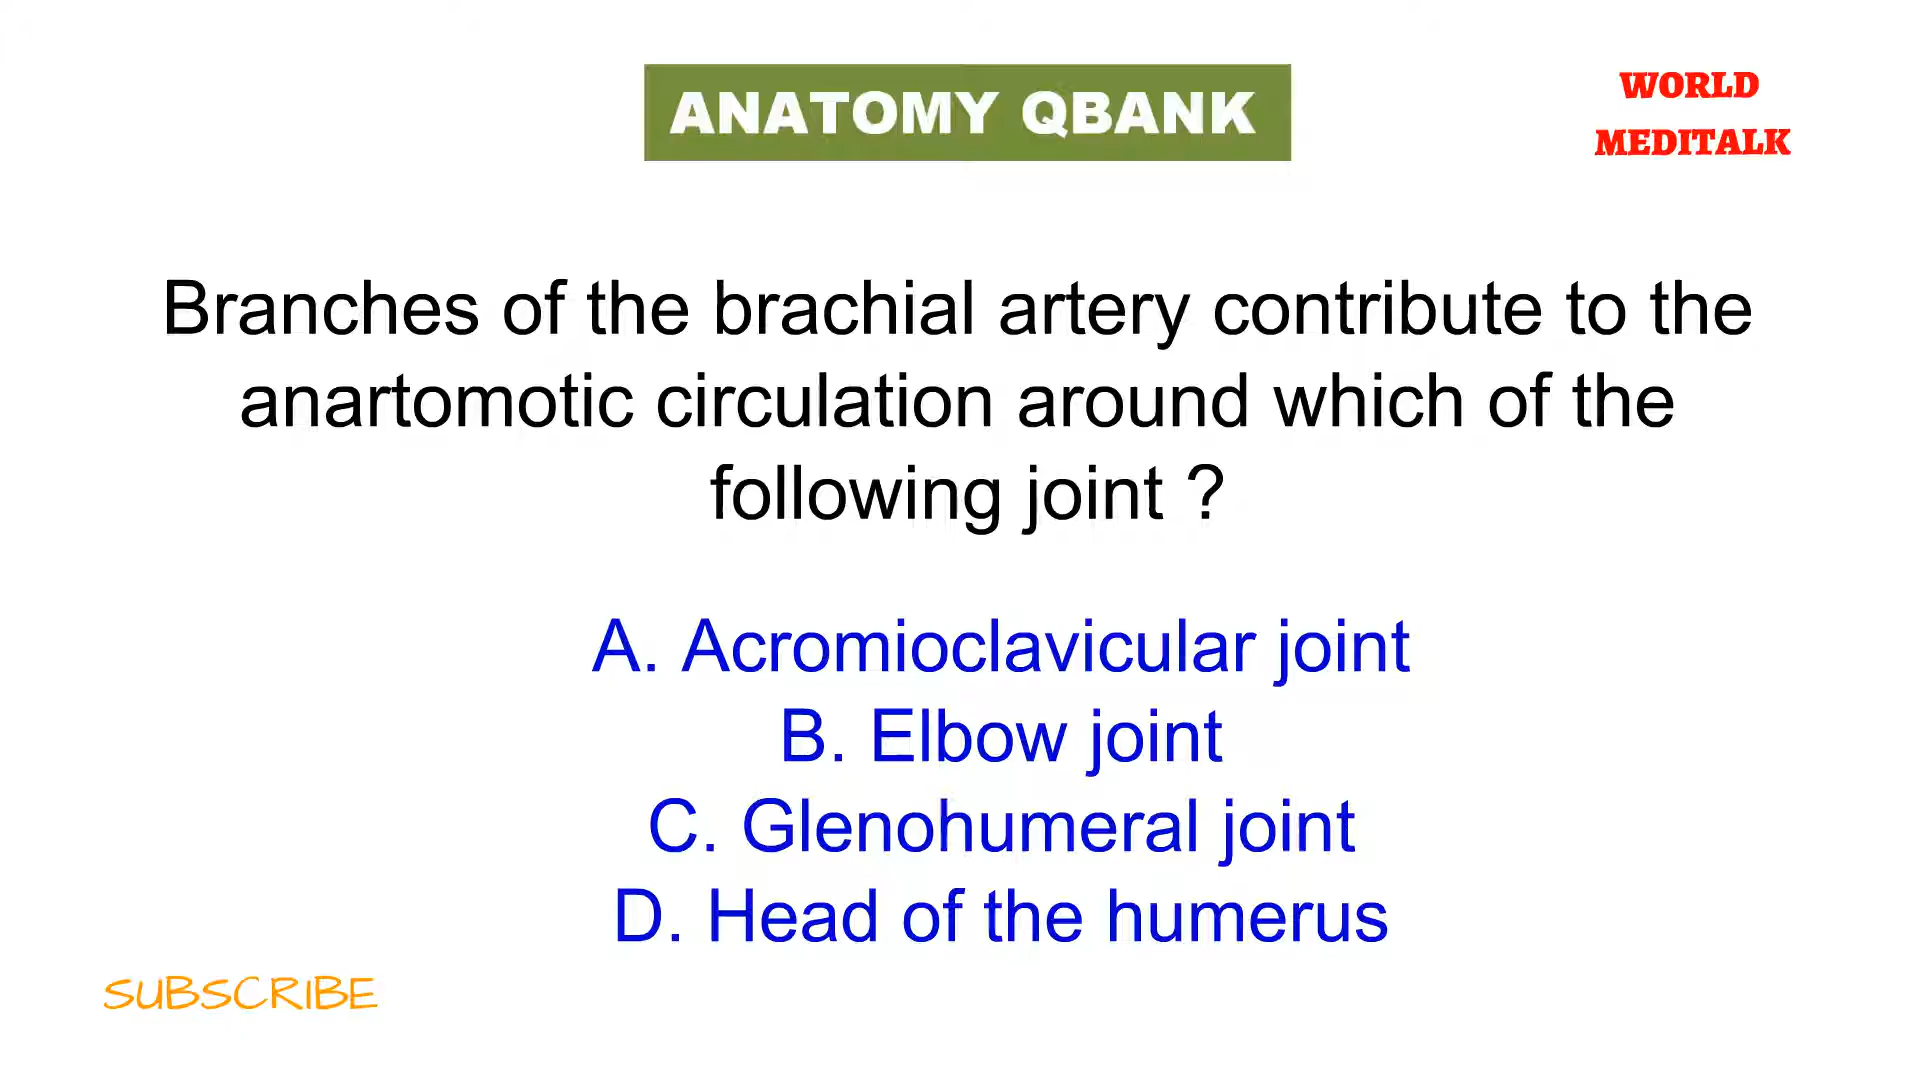 ANATOMY QBANK
WORLD
MEDITALK
Branches of the brachial artery contribute to the
anartomotic circulation around which of the
following joint ?
A. Acromioclavicular joint
B. Elbow joint
C. Glenohumeral joint
D. Head of the humerus
SUBSCRIBE